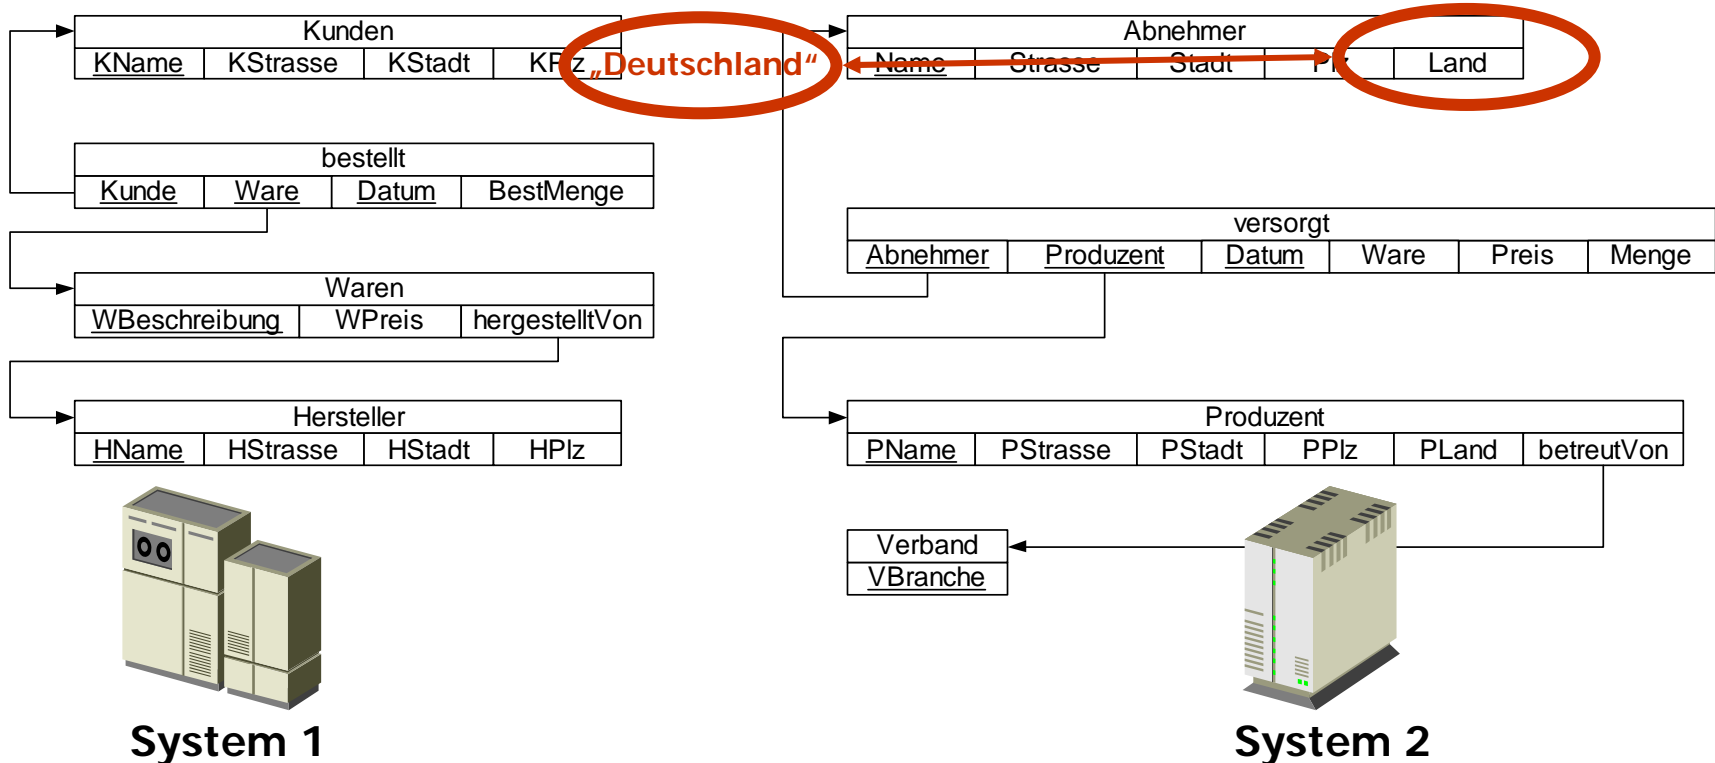 Kunden
KName KStrasse KStadt KPlz
„Deutschland“
bestellt
Kunde Ware Datum BestMenge
Waren
WBeschreibung WPreis hergestelltVon
Hersteller
HName HStrasse HStadt HPlz
System 1
Abnehmer
Name Strasse Stadt Plz Land
versorgt
Abnehmer Produzent Datum Ware Preis Menge
Produzent
PName PStrasse PStadt PPlz PLand betreutVon
Verband
VBranche
System 2